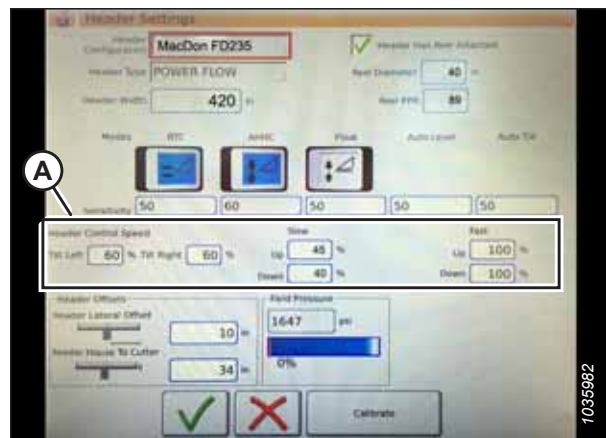 Header Settings
Header Configuration MacDon FD235 Header Has Reel Attached
Header Type POWER FLOW Reel Diameter 40 in
Header Width 420 in Reel PPR 89
Modes RTC AHHC Float Auto Level Auto Tilt
Sensitivity 50 60 50 50 50
A
Header Control Speed Slow Fast
Tilt Left 60 % Tilt Right 60 % Up 45 % Up 100 %
Down 40 % Down 100 %
Header Offsets Field Pressure
Header Lateral Offset 10 in 1647 psi
Feeder House To Cutter 34 in 0%
Calibrate
1035982